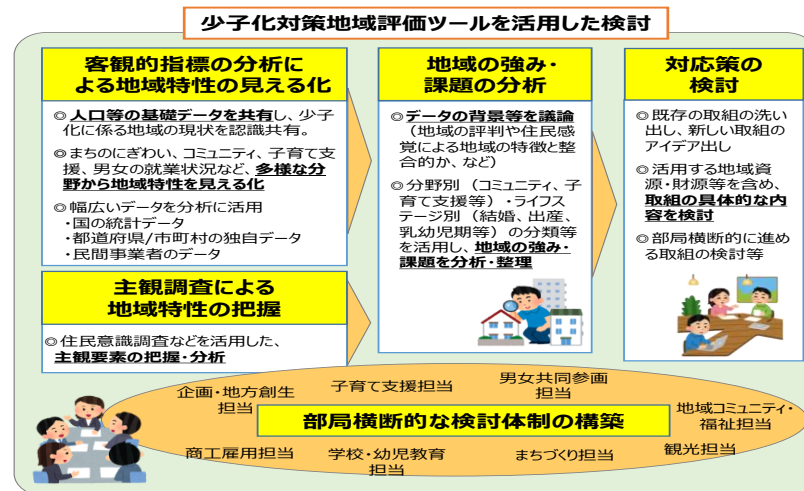 少子化対策地域評価ツールを活用した検討
客観的指標の分析に
よる地域特性の見える化
◎人口等の基礎データを共有し、少子
化に係る地域の現状を認識共有。
◎まちのにぎわい、コミュニティ、子育て支
援、男女の就業状況など、多様な分
野から地域特性を見える化
◎幅広いデータを分析に活用
・国の統計データ
・都道府県/市町村の独自データ
・民間事業者のデータ
主観調査による
地域特性の把握
◎住民意識調査などを活用した、
主観要素の把握・分析
地域の強み・
課題の分析
◎データの背景等を議論
（地域の評判や住民感
覚による地域の特徴と整
合的か、など）
◎分野別（コミュニティ、子
育て支援等）・ライフス
テージ別（結婚、出産、
乳幼児期等）の分類等
を活用し、地域の強み・
課題を分析・整理
対応策の
検討
◎既存の取組の洗い
出し、新しい取組の
アイデア出し
◎活用する地域資
源・財源等を含め、
取組の具体的な内
容を検討
◎部局横断的に進め
る取組の検討等
企画・地方創生
担当
子育て支援担当
男女共同参画
担当
地域コミュニティ・
福祉担当
部局横断的な検討体制の構築
商工雇用担当
学校・幼児教育
担当
まちづくり担当
観光担当